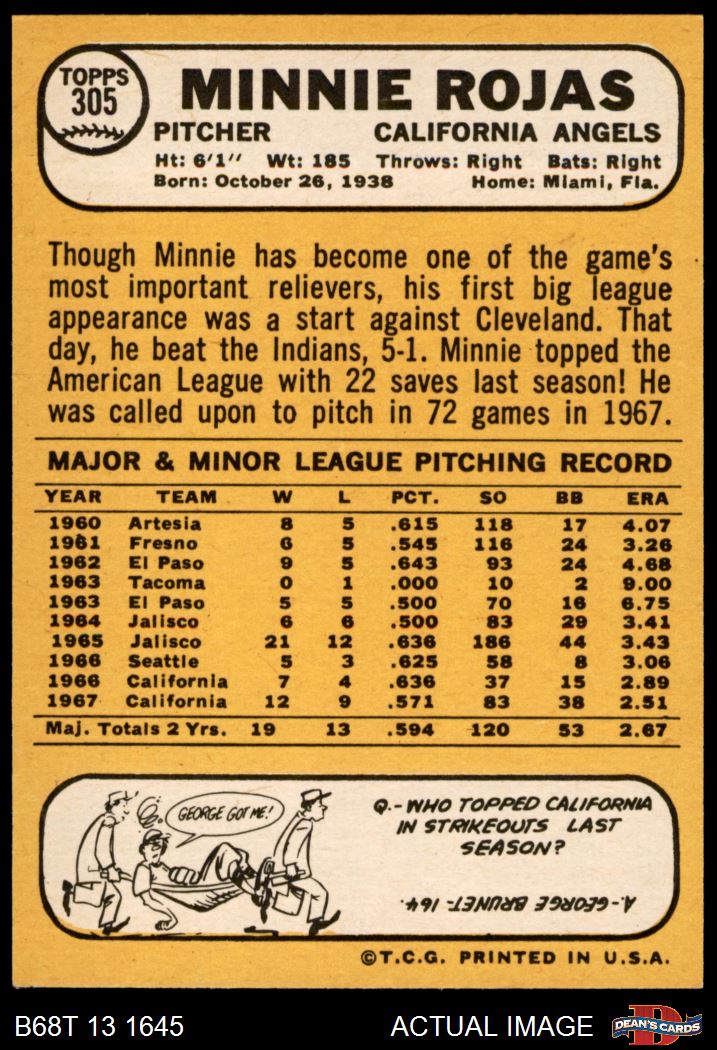 TOPPS
305
MINNIE ROJAS
PITCHER CALIFORNIA ANGELS
Ht: 6'1" Wt: 185 Throws: Right Bats: Right
Born: October 26, 1938 Home: Miami, Fla.
Though Minnie has become one of the game's
most important relievers, his first big league
appearance was a start against Cleveland. That
day, he beat the Indians, 5-1. Minnie topped the
American League with 22 saves last season! He
was called upon to pitch in 72 games in 1967.
MAJOR & MINOR LEAGUE PITCHING RECORD
YEAR TEAM W L PCT. SO BB ERA
1960 Artesia 8 5 .615 118 17 4.07
1961 Fresno 6 5 .545 116 24 3.26
1962 El Paso 9 5 .643 93 24 4.68
1963 Tacoma 0 1 .000 10 2 9.00
1963 El Paso 5 5 .500 70 16 6.75
1964 Jalisco 6 6 .500 83 29 3.41
1965 Jalisco 21 12 .636 186 44 3.43
1966 Seattle 5 3 .625 58 8 3.06
1966 California 7 4 .636 37 15 2.89
1967 California 12 9 .571 83 38 2.51
Maj. Totals 2 Yrs. 19 13 .594 120 53 2.67
GEORGE GOT ME!
Q.-WHO TOPPED CALIFORNIA
IN STRIKEOUTS LAST
SEASON?
A-GEORGE BRUNET-164.
©T.C.G. PRINTED IN U.S.A.
B68T 13 1645 ACTUAL IMAGE DEAN'S CARDS